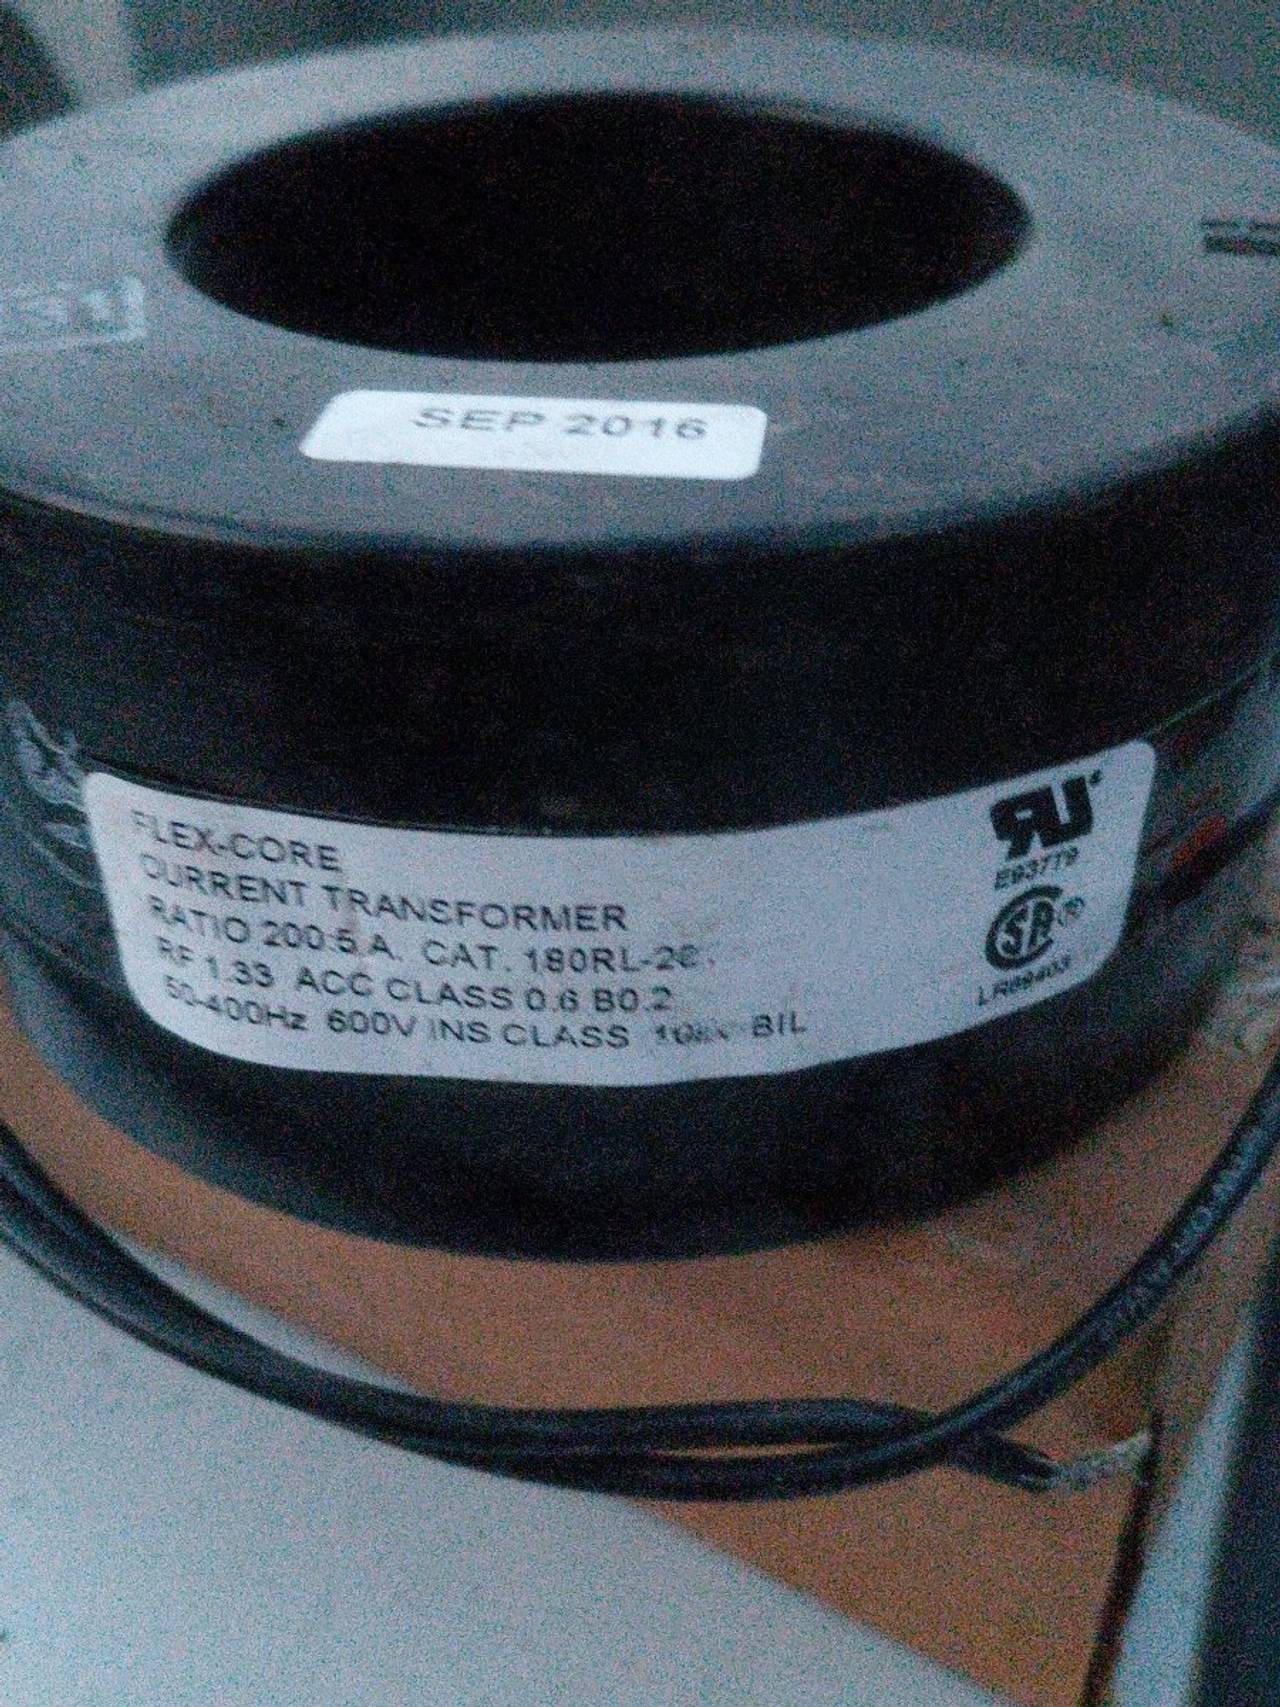 SEP 2016
FLEX-CORE
CURRENT TRANSFORMER
RATIO 200:5 A. CAT.
RF 1.33 ACC CLASS 0.6 B0.2
50-400Hz 600V INS CLASS BIL
E93779
SA ®